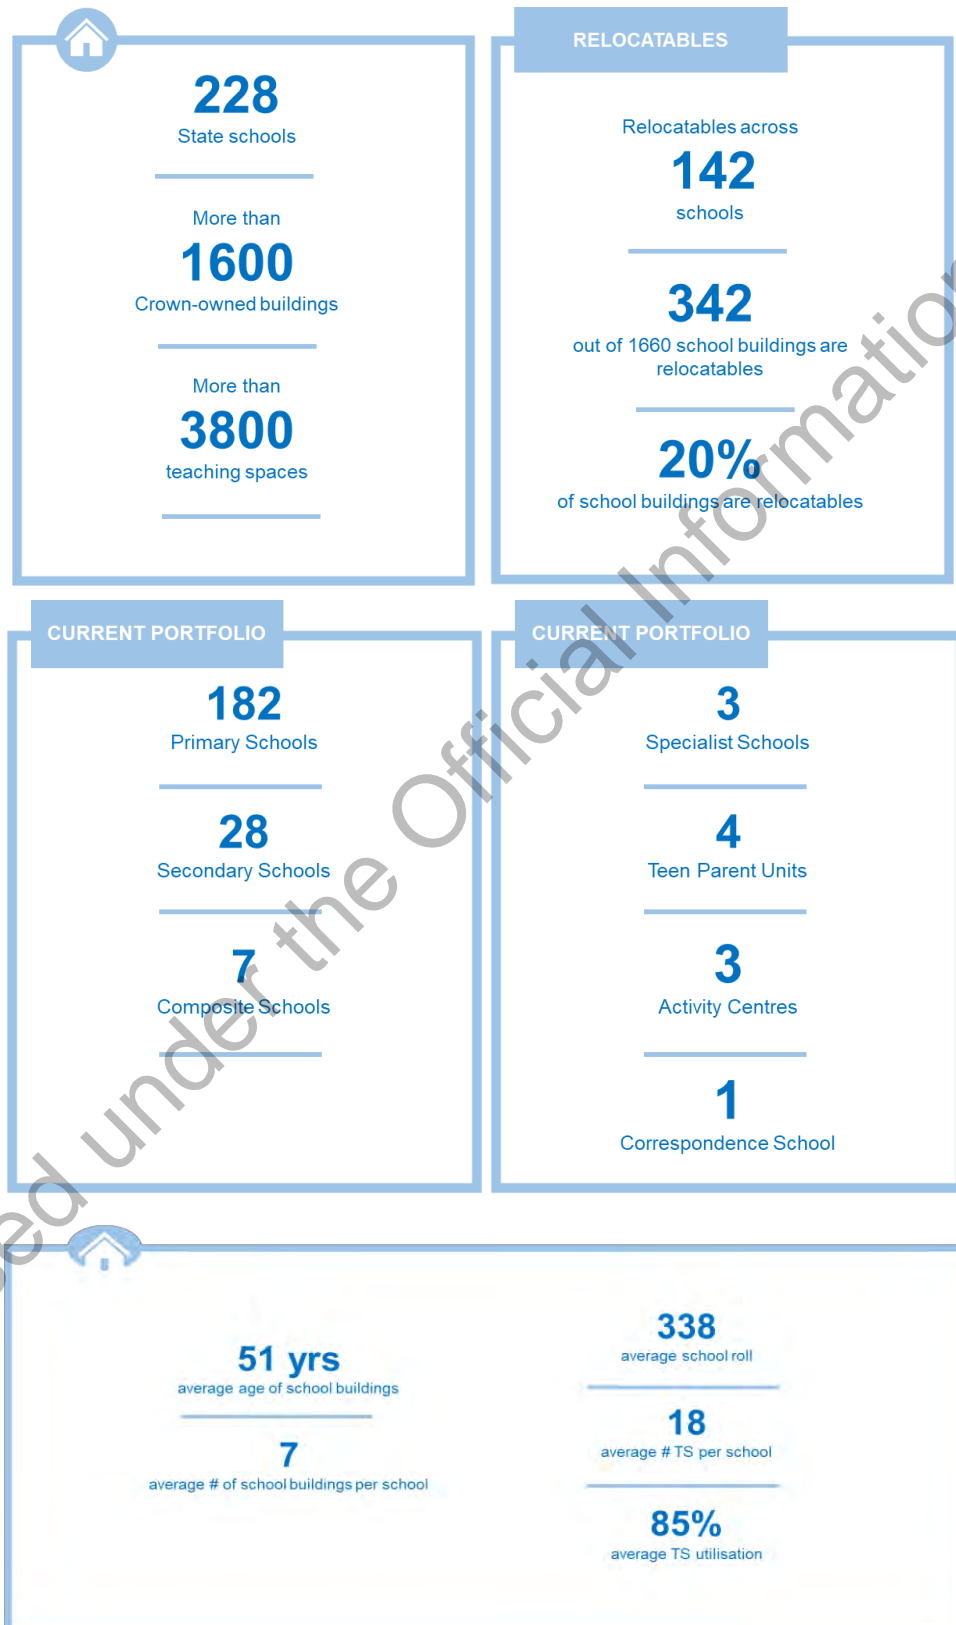 228
State schools
More than
1600
Crown-owned buildings
More than
3800
teaching spaces
RELOCATABLES
Relocatables across
142
schools
342
out of 1660 school buildings are
relocatables
20%
of school buildings are relocatables
CURRENT PORTFOLIO
182
Primary Schools
28
Secondary Schools
7
Composite Schools
CURRENT PORTFOLIO
3
Specialist Schools
4
Teen Parent Units
3
Activity Centres
1
Correspondence School
51 yrs
average age of school buildings
7
average # of school buildings per school
338
average school roll
18
average # TS per school
85%
average TS utilisation
under the Official Information